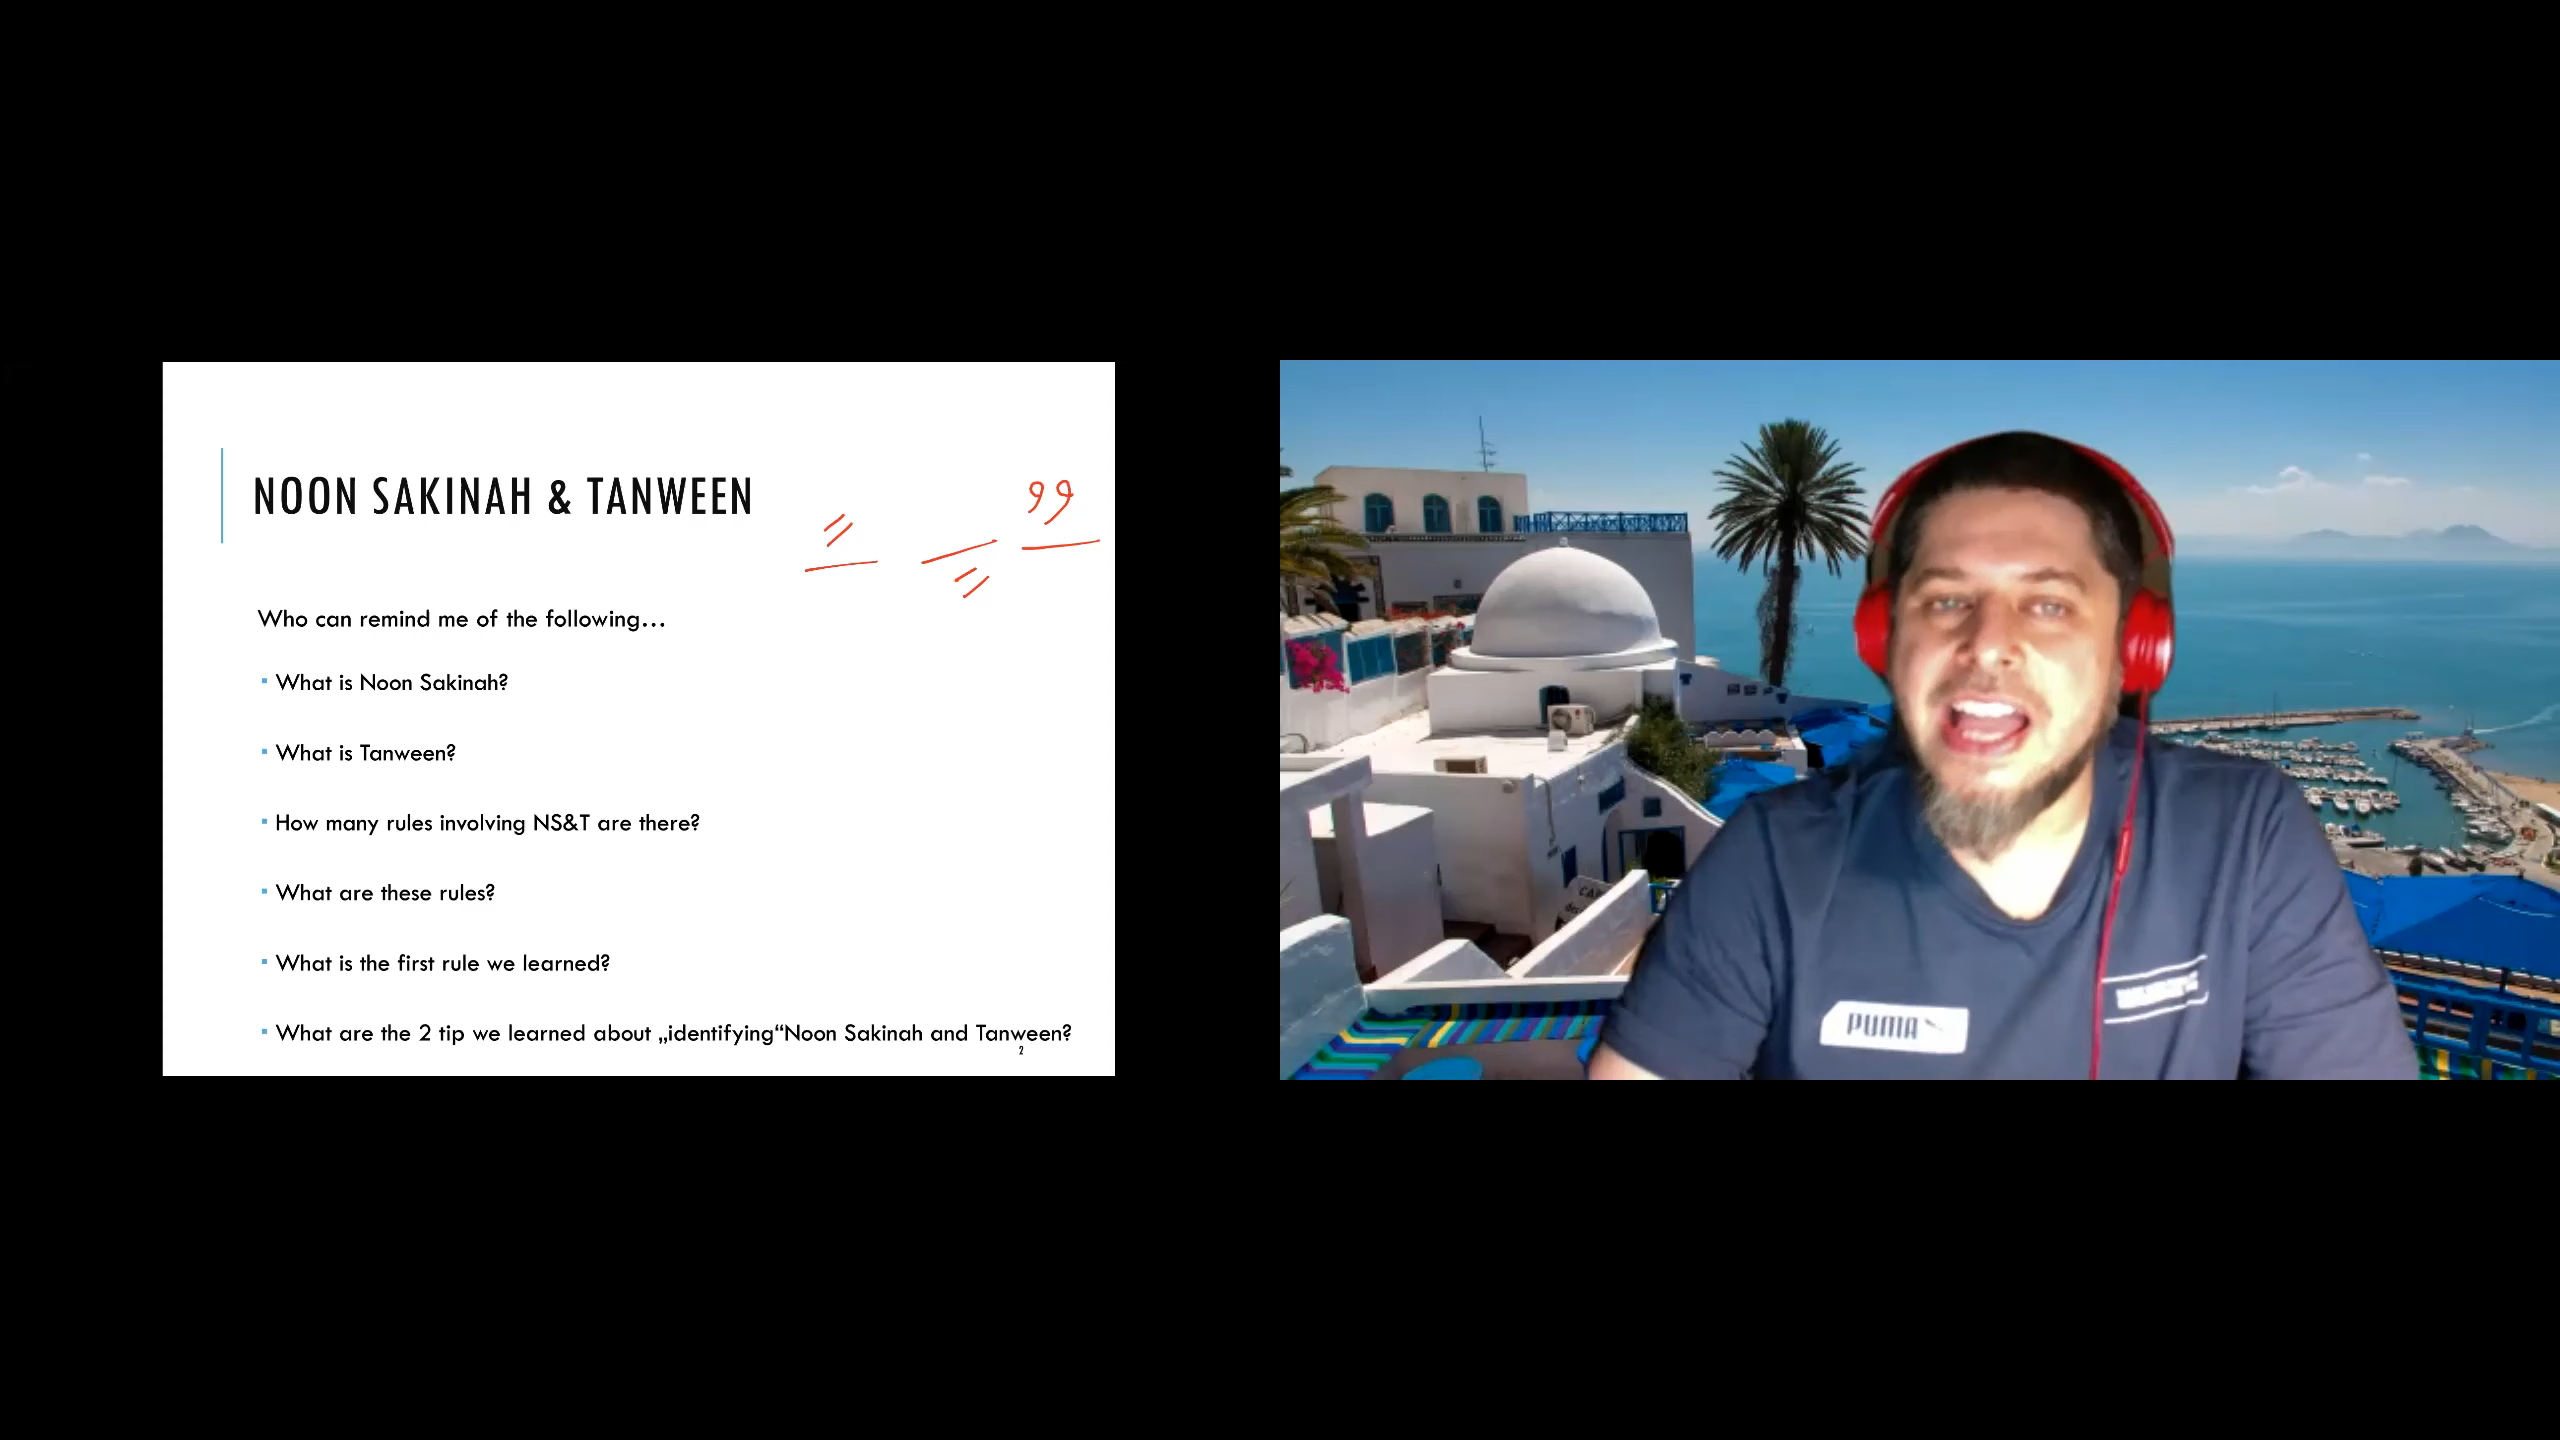 NOON SAKINAH & TANWEEN
Who can remind me of the following...
▪ What is Noon Sakinah?
▪ What is Tanween?
▪ How many rules involving NS&T are there?
▪ What are these rules?
▪ What is the first rule we learned?
▪ What are the 2 tip we learned about „identifying“Noon Sakinah and Tanween?
2
PUMA